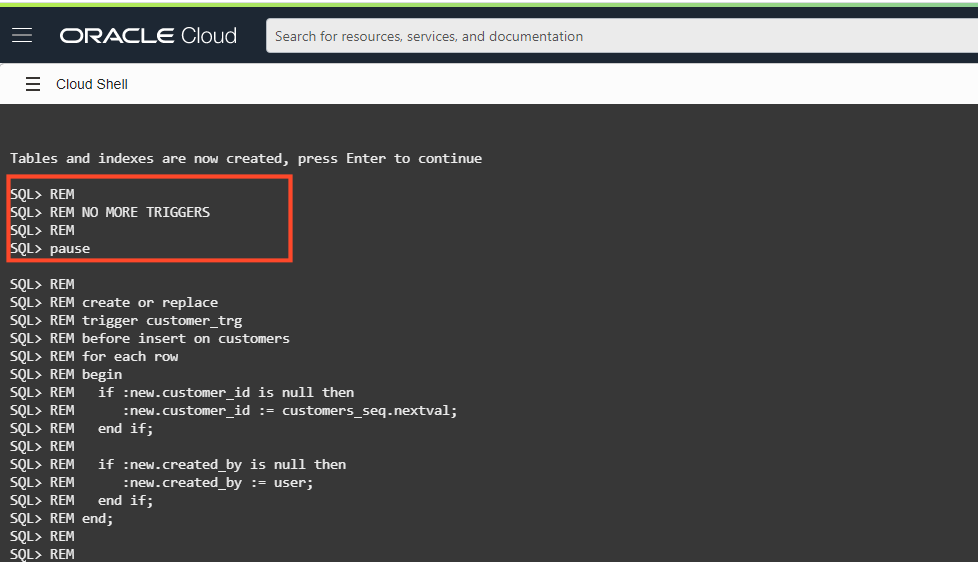 ORACLE Cloud
Search for resources, services, and documentation
Cloud Shell
Tables and indexes are now created, press Enter to continue
SQL> REM
SQL> REM NO MORE TRIGGERS
SQL> REM
SQL> pause
SQL> REM
SQL> REM create or replace
SQL> REM trigger customer_trg
SQL> REM before insert on customers
SQL> REM for each row
SQL> REM begin
SQL> REM   if :new.customer_id is null then
SQL> REM      :new.customer_id := customers_seq.nextval;
SQL> REM   end if;
SQL> REM
SQL> REM   if :new.created_by is null then
SQL> REM      :new.created_by := user;
SQL> REM   end if;
SQL> REM end;
SQL> REM
SQL> REM